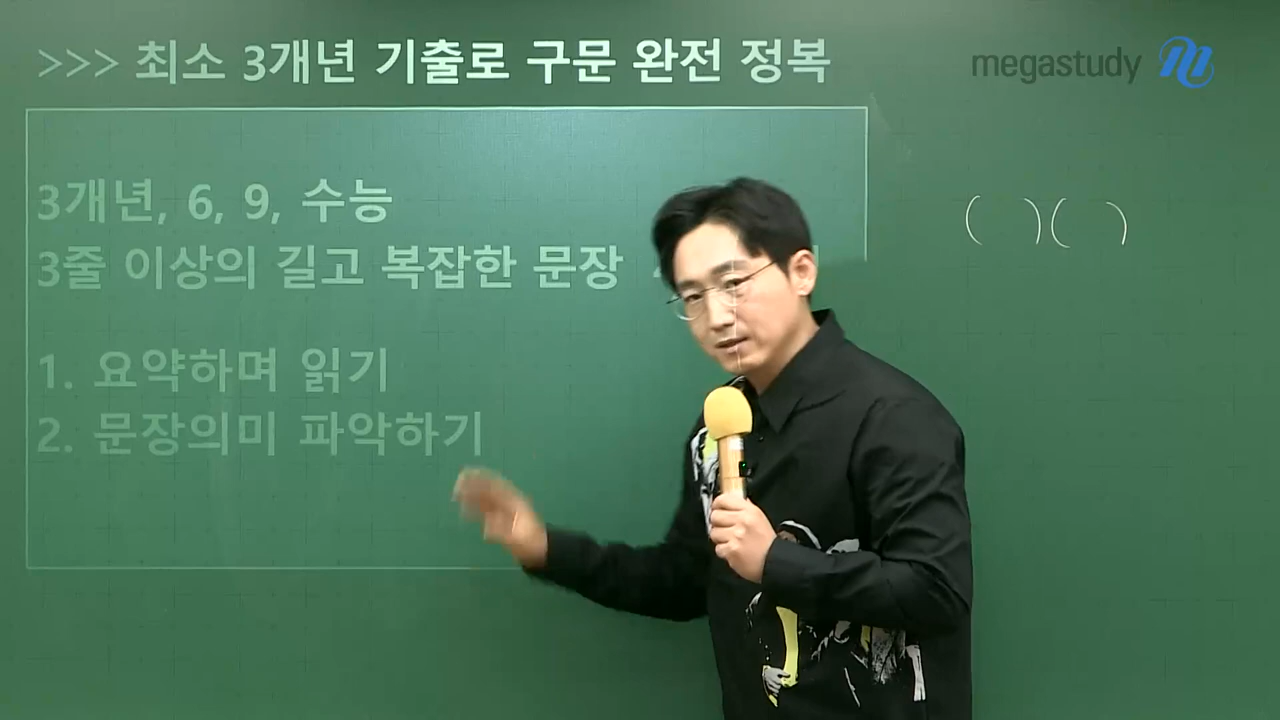 >>> 최소 3개년 기출로 구문 완전 정복
megastudy
3개년, 6, 9, 수능
( ) ( )
3줄 이상의 길고 복잡한 문장
1. 요약하며 읽기
2. 문장의미 파악하기